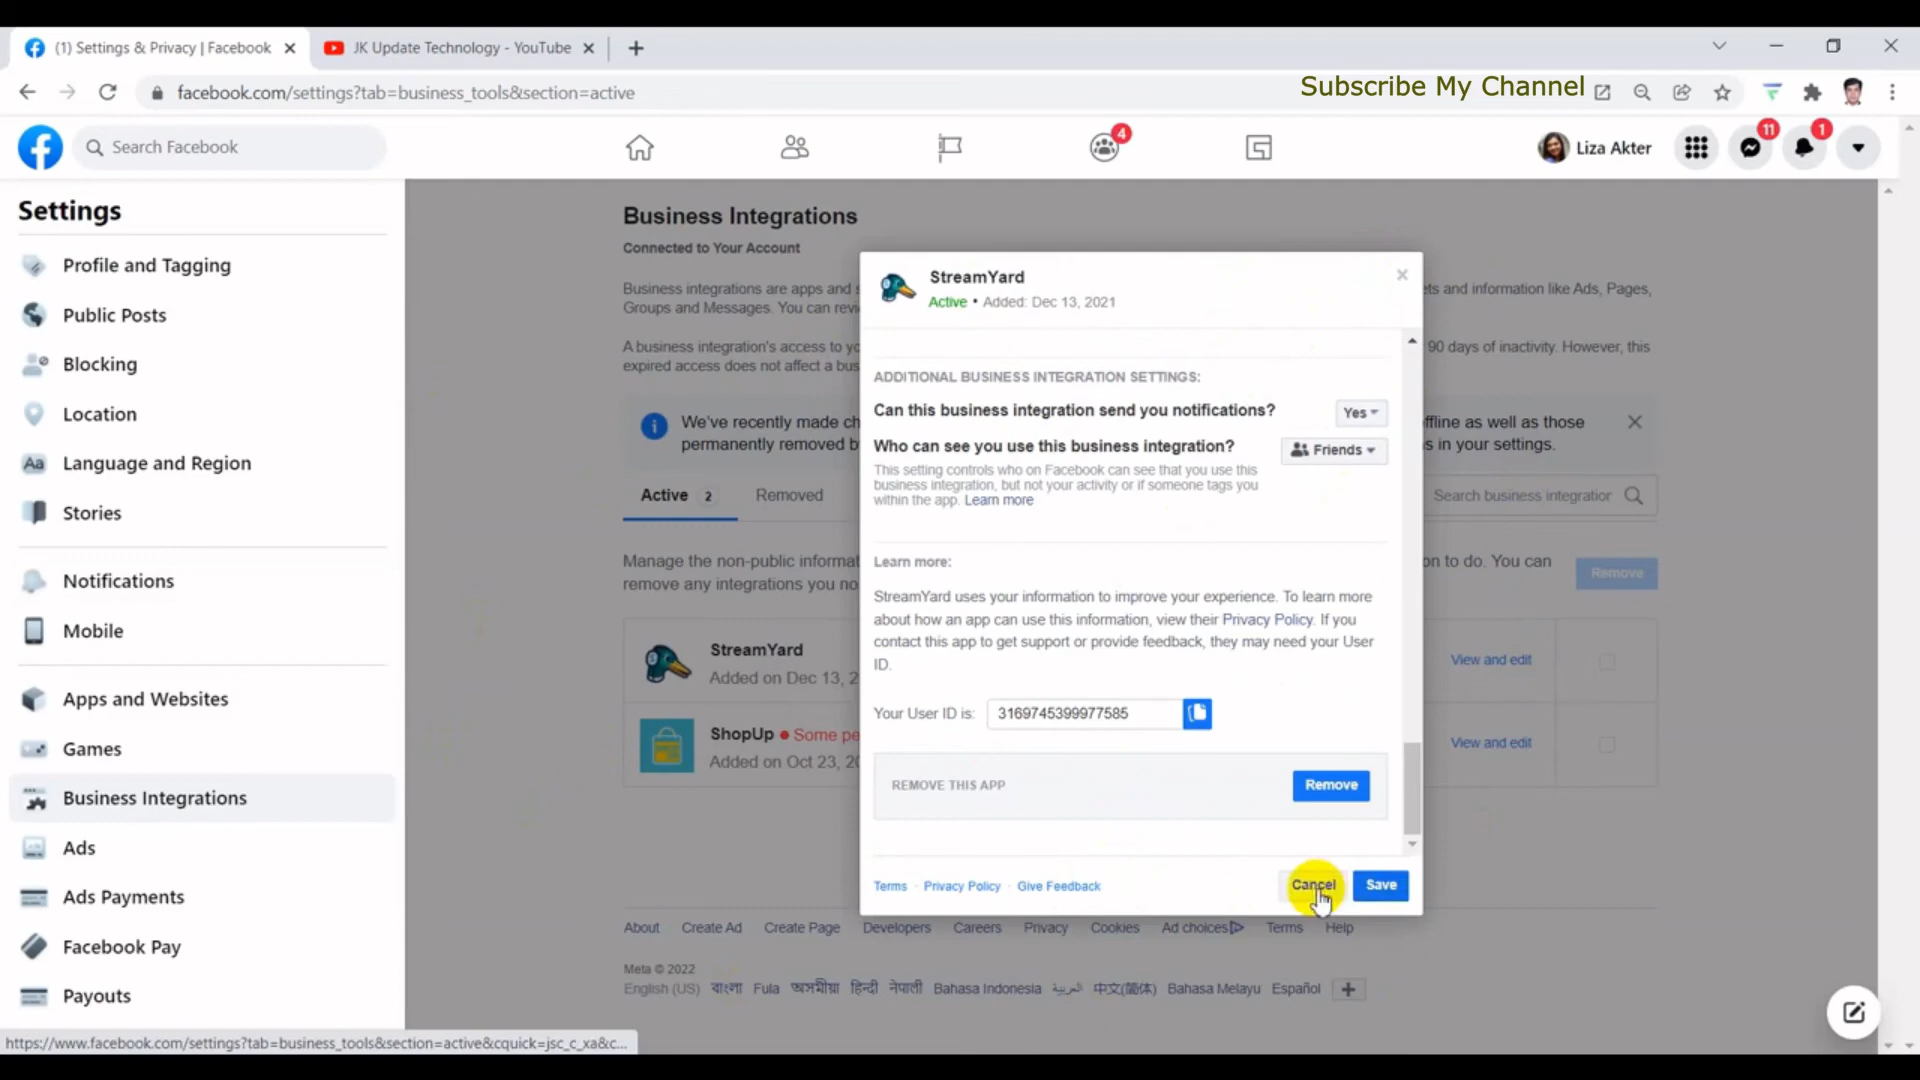 (1) Settings & Privacy | Facebook
JK Update Technology - YouTube
facebook.com/settings?tab=business_tools&section=active
Subscribe My Channel
Search Facebook
4
Liza Akter
11
1
Settings
Profile and Tagging
Public Posts
Blocking
Location
Aa Language and Region
Stories
Notifications
Mobile
Apps and Websites
Games
Business Integrations
Ads
Ads Payments
Facebook Pay
Payouts
Business Integrations
Connected to Your Account
Business integrations are apps and
ets and information like Ads, Pages,
Groups and Messages. You can
A business integration's access to
90 days of inactivity. However, this
expired access does not affect a
We've recently made
ffline as well as those
permanently removed
s in your settings.
Active 2
Removed
Search business integration
Manage the non-public
on to do. You can
remove any integrations you
Remove
StreamYard
Added on Dec 13, 2
View and edit
ShopUp • Some pe
Added on Oct 23, 20
View and edit
StreamYard
Active • Added: Dec 13, 2021
ADDITIONAL BUSINESS INTEGRATION SETTINGS:
Can this business integration send you notifications?
Yes
Who can see you use this business integration?
Friends
This setting controls who on Facebook can see that you use this
business integration, but not your activity or if someone tags you
within the app. Learn more
Learn more:
StreamYard uses your information to improve your experience. To learn more
about how an app can use this information, view their Privacy Policy. If you
contact this app to get support or provide feedback, they may need your User
ID.
Your User ID is:
3169745399977585
REMOVE THIS APP
Remove
Terms · Privacy Policy · Give Feedback
Cancel
Save
About Create Ad Create Page Developers Careers Privacy Cookies Ad choices Terms Help
Meta © 2022
English (US) বাংলা Fula অসমীয়া हिन्दी नेपाली Bahasa Indonesia العربية 中文(简体) Bahasa Melayu Español
https://www.facebook.com/settings?tab=business_tools&section=active&cquick=jsc_c_xa&c...